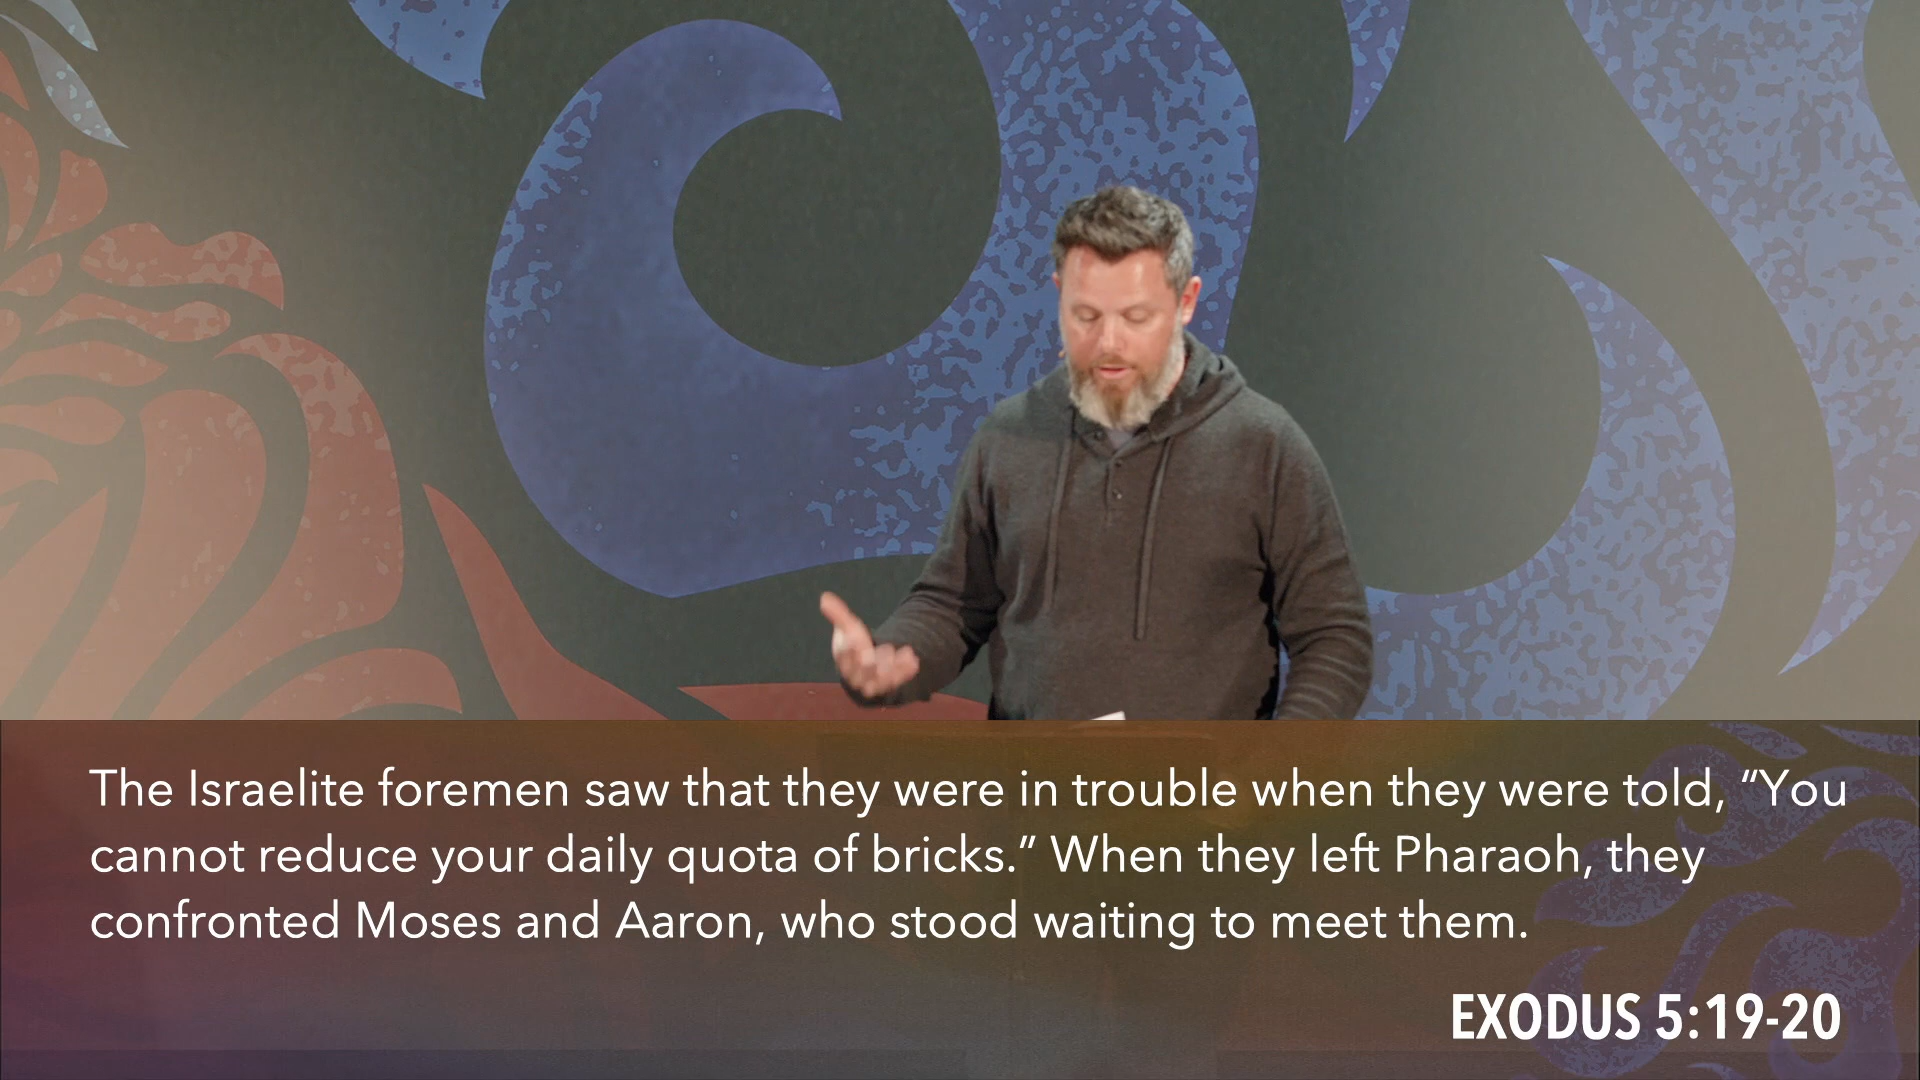 The Israelite foremen saw that they were in trouble when they were told, “You
cannot reduce your daily quota of bricks.” When they left Pharaoh, they
confronted Moses and Aaron, who stood waiting to meet them.
EXODUS 5:19-20